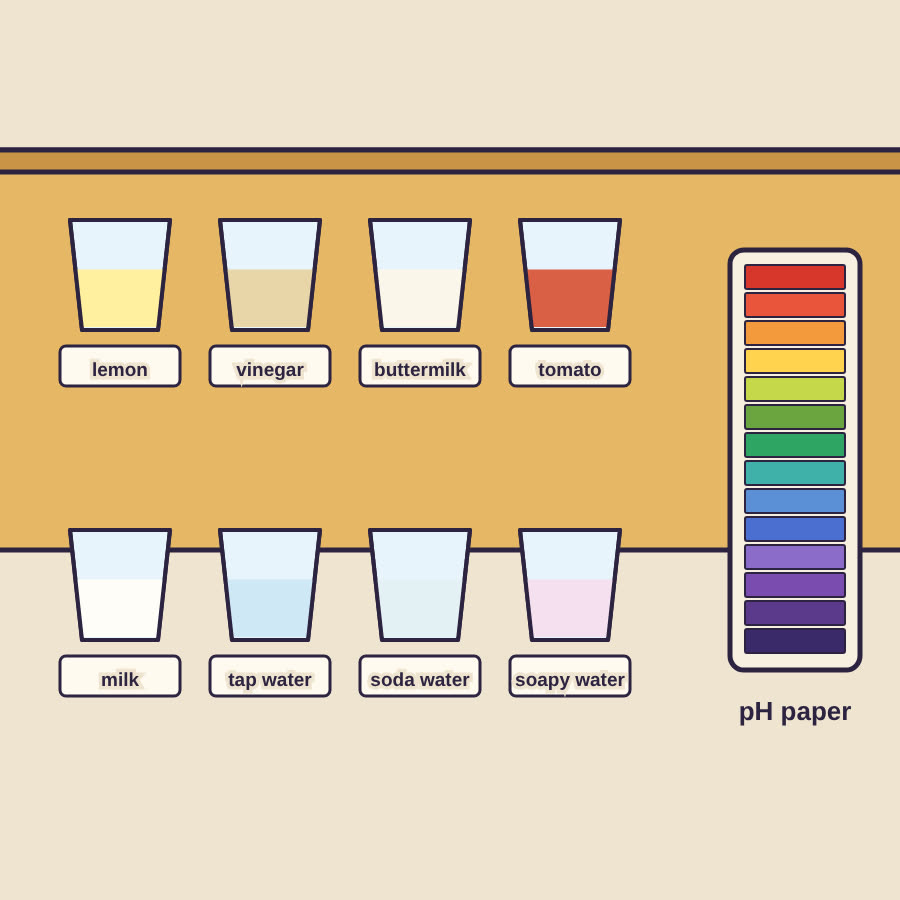 lemon
vinegar
buttermilk
tomato
milk
tap water
soda water
soapy water
pH paper